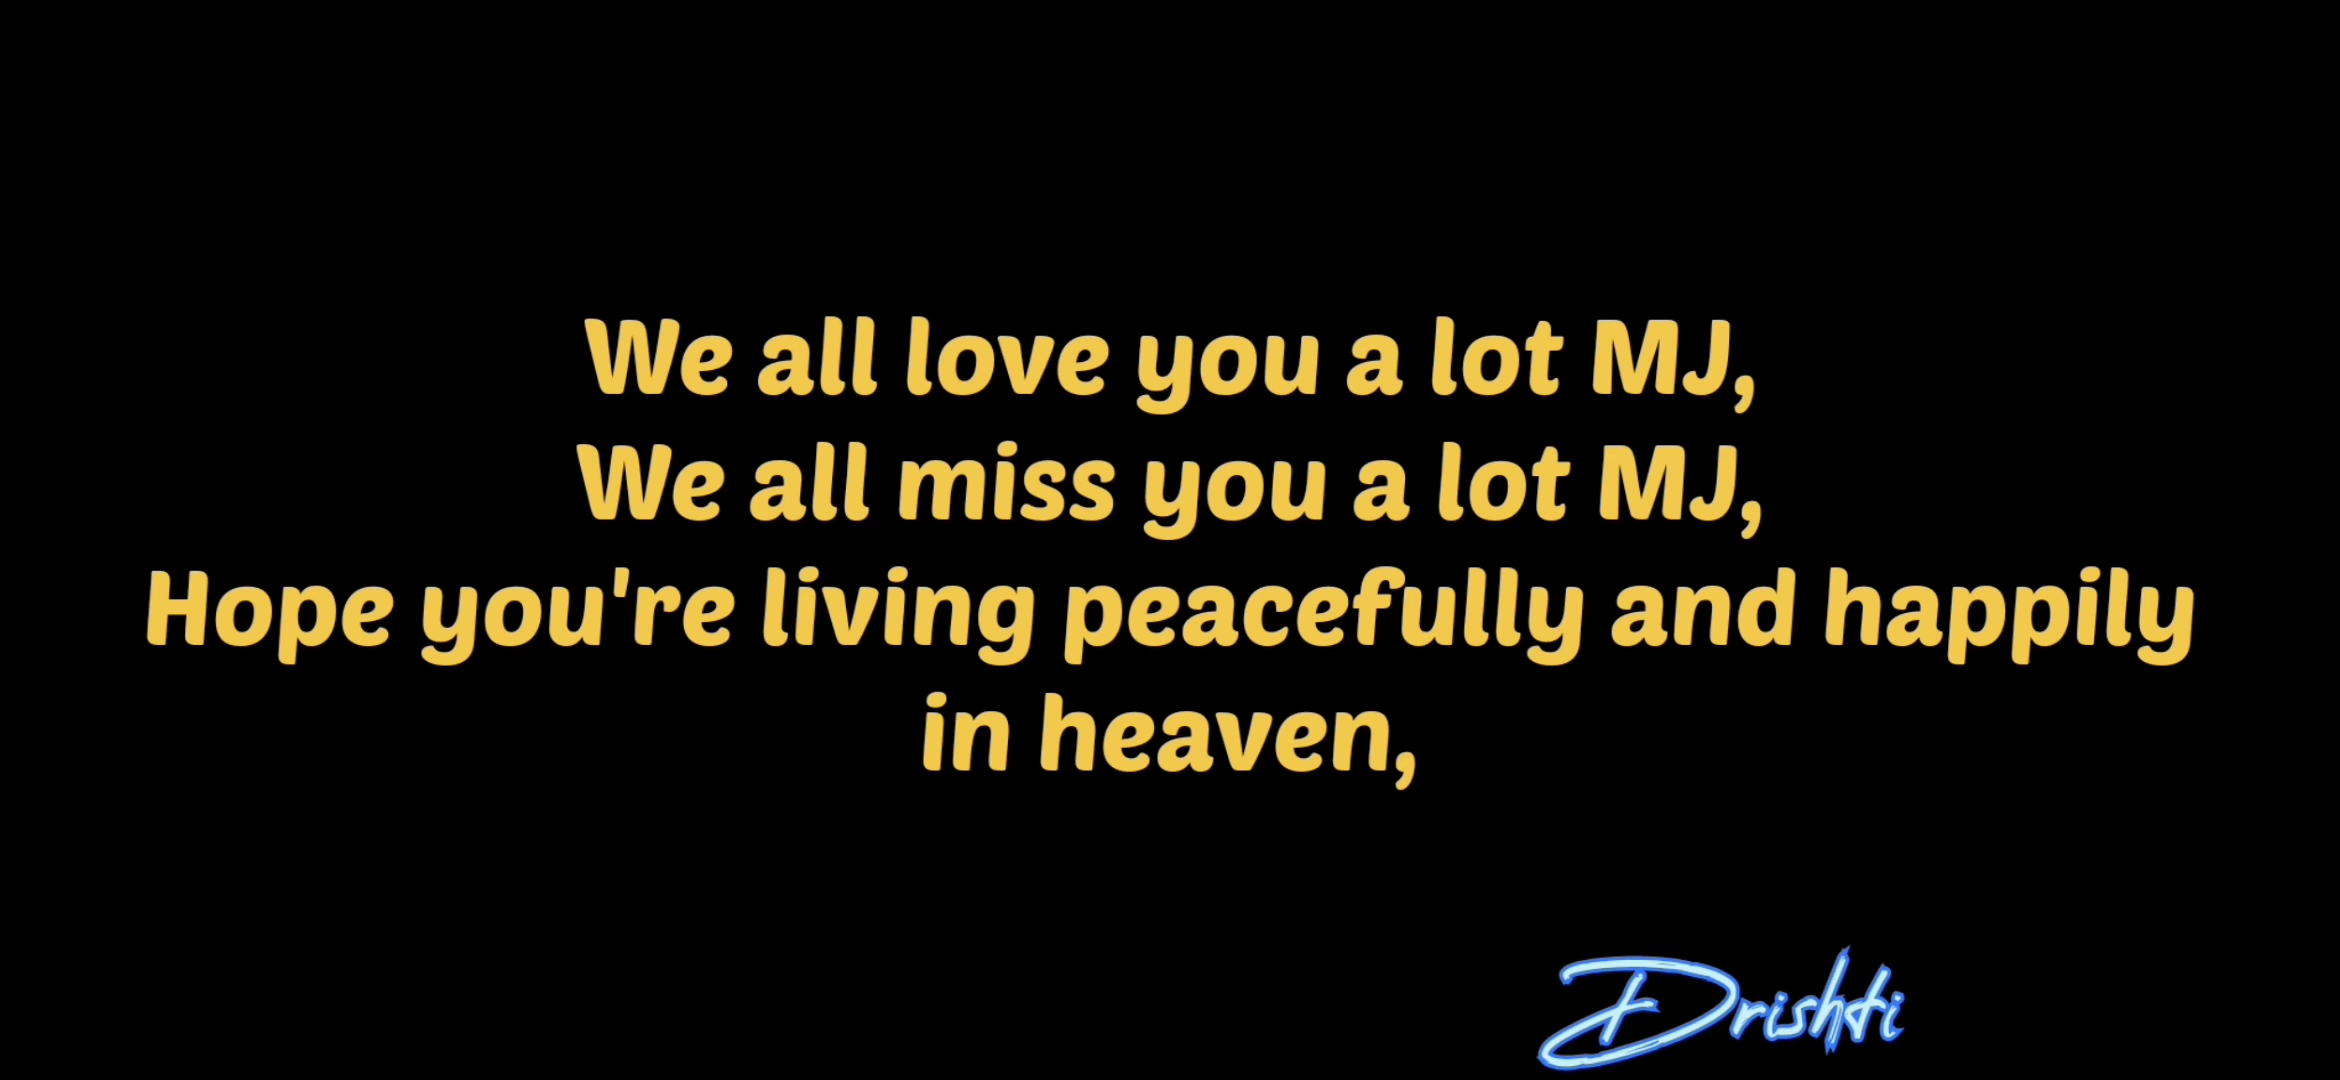 We all love you a lot MJ,
We all miss you a lot MJ,
Hope you're living peacefully and happily
in heaven,
Drishti